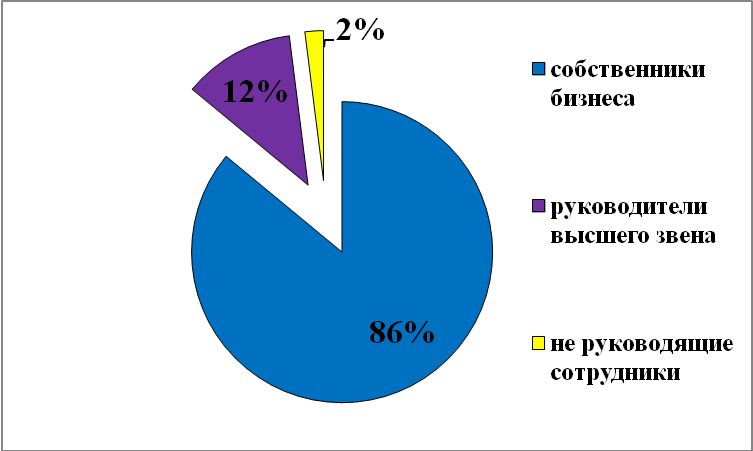 2%
12%
86%
собственники
бизнеса
руководители
высшего звена
не руководящие
сотрудники